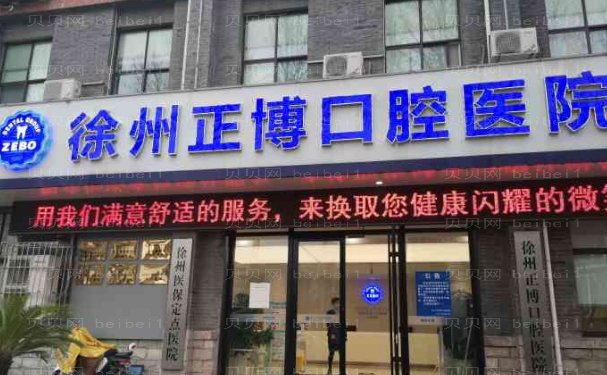 DENTAL GROUP
ZEBO
徐州正博口腔医院
用我们满意舒适的服务，来换取您健康闪耀的微
徐州医保定点医院
徐州正博口腔医院
ZEBO
贝贝网 beibei1